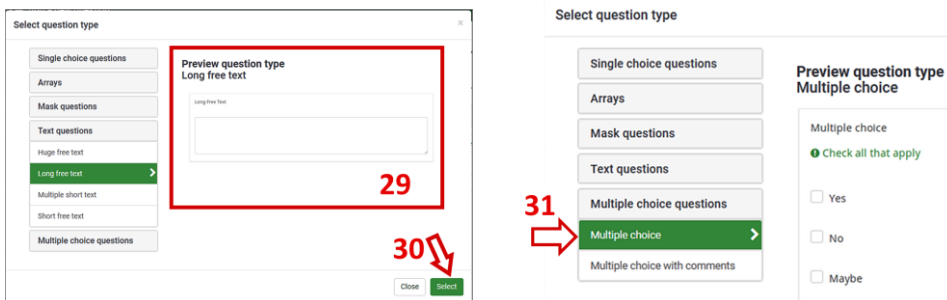 Select question type
×
Single choice questions
Arrays
Mask questions
Text questions
Huge free text
Long free text
Multiple short text
Short free text
Multiple choice questions
Preview question type
Long free text
Long Free Text
29
30
Close
Select
Select question type
Single choice questions
Arrays
Mask questions
Text questions
Multiple choice questions
31
Multiple choice
Multiple choice with comments
Preview question type
Multiple choice
Multiple choice
Check all that apply
Yes
No
Maybe